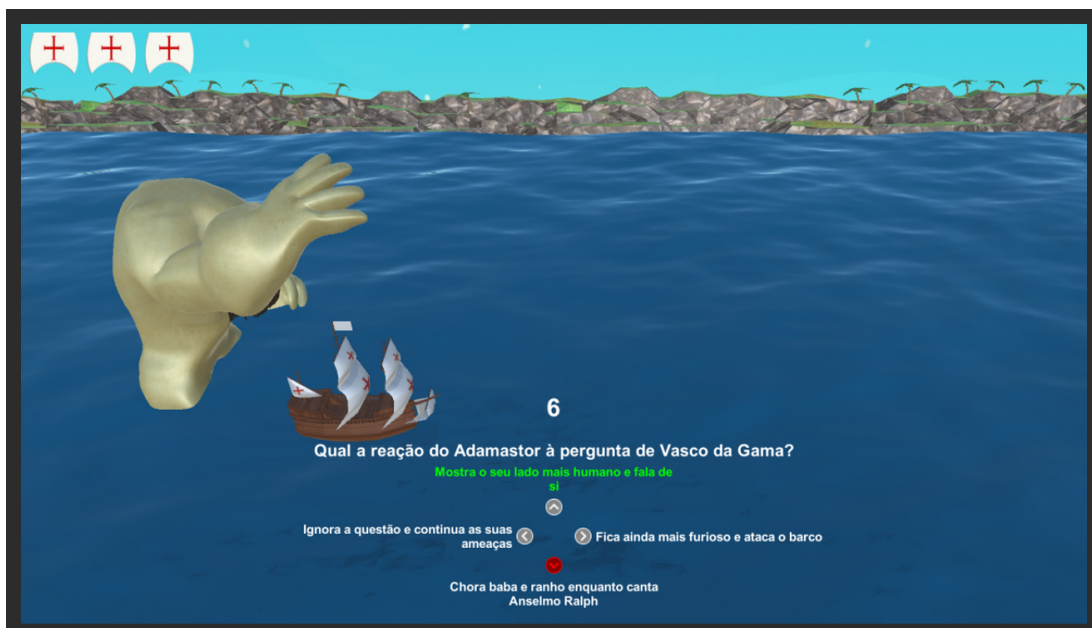 6
Qual a reação do Adamastor à pergunta de Vasco da Gama?
Mostra o seu lado mais humano e fala de
si
Ignora a questão e continua as suas
ameaças
Fica ainda mais furioso e ataca o barco
Chora baba e ranho enquanto canta
Anselmo Ralph